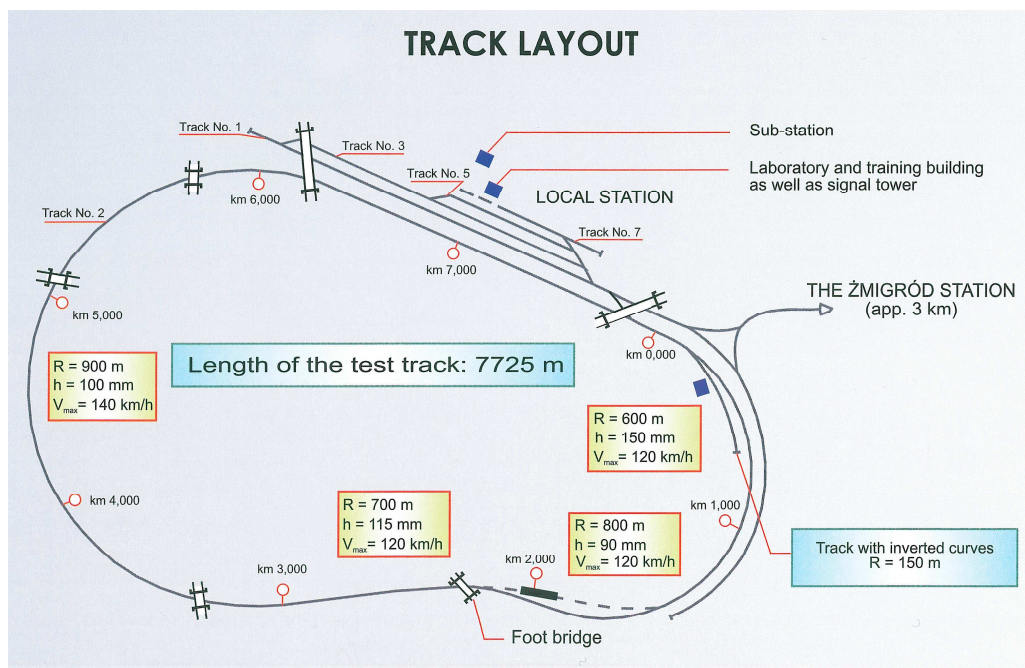 TRACK LAYOUT
Track No. 1
Track No. 3
Sub-station
Track No. 5
Laboratory and training building
as well as signal tower
LOCAL STATION
km 6,000
Track No. 2
Track No. 7
km 7,000
THE ŻMIGRÓD STATION
(app. 3 km)
km 5,000
km 0,000
Length of the test track: 7725 m
R = 900 m
h = 100 mm
Vmax= 140 km/h
R = 600 m
h = 150 mm
Vmax= 120 km/h
km 4,000
R = 700 m
h = 115 mm
Vmax= 120 km/h
km 1,000
R = 800 m
h = 90 mm
Vmax= 120 km/h
km 2,000
km 3,000
Track with inverted curves
R = 150 m
Foot bridge